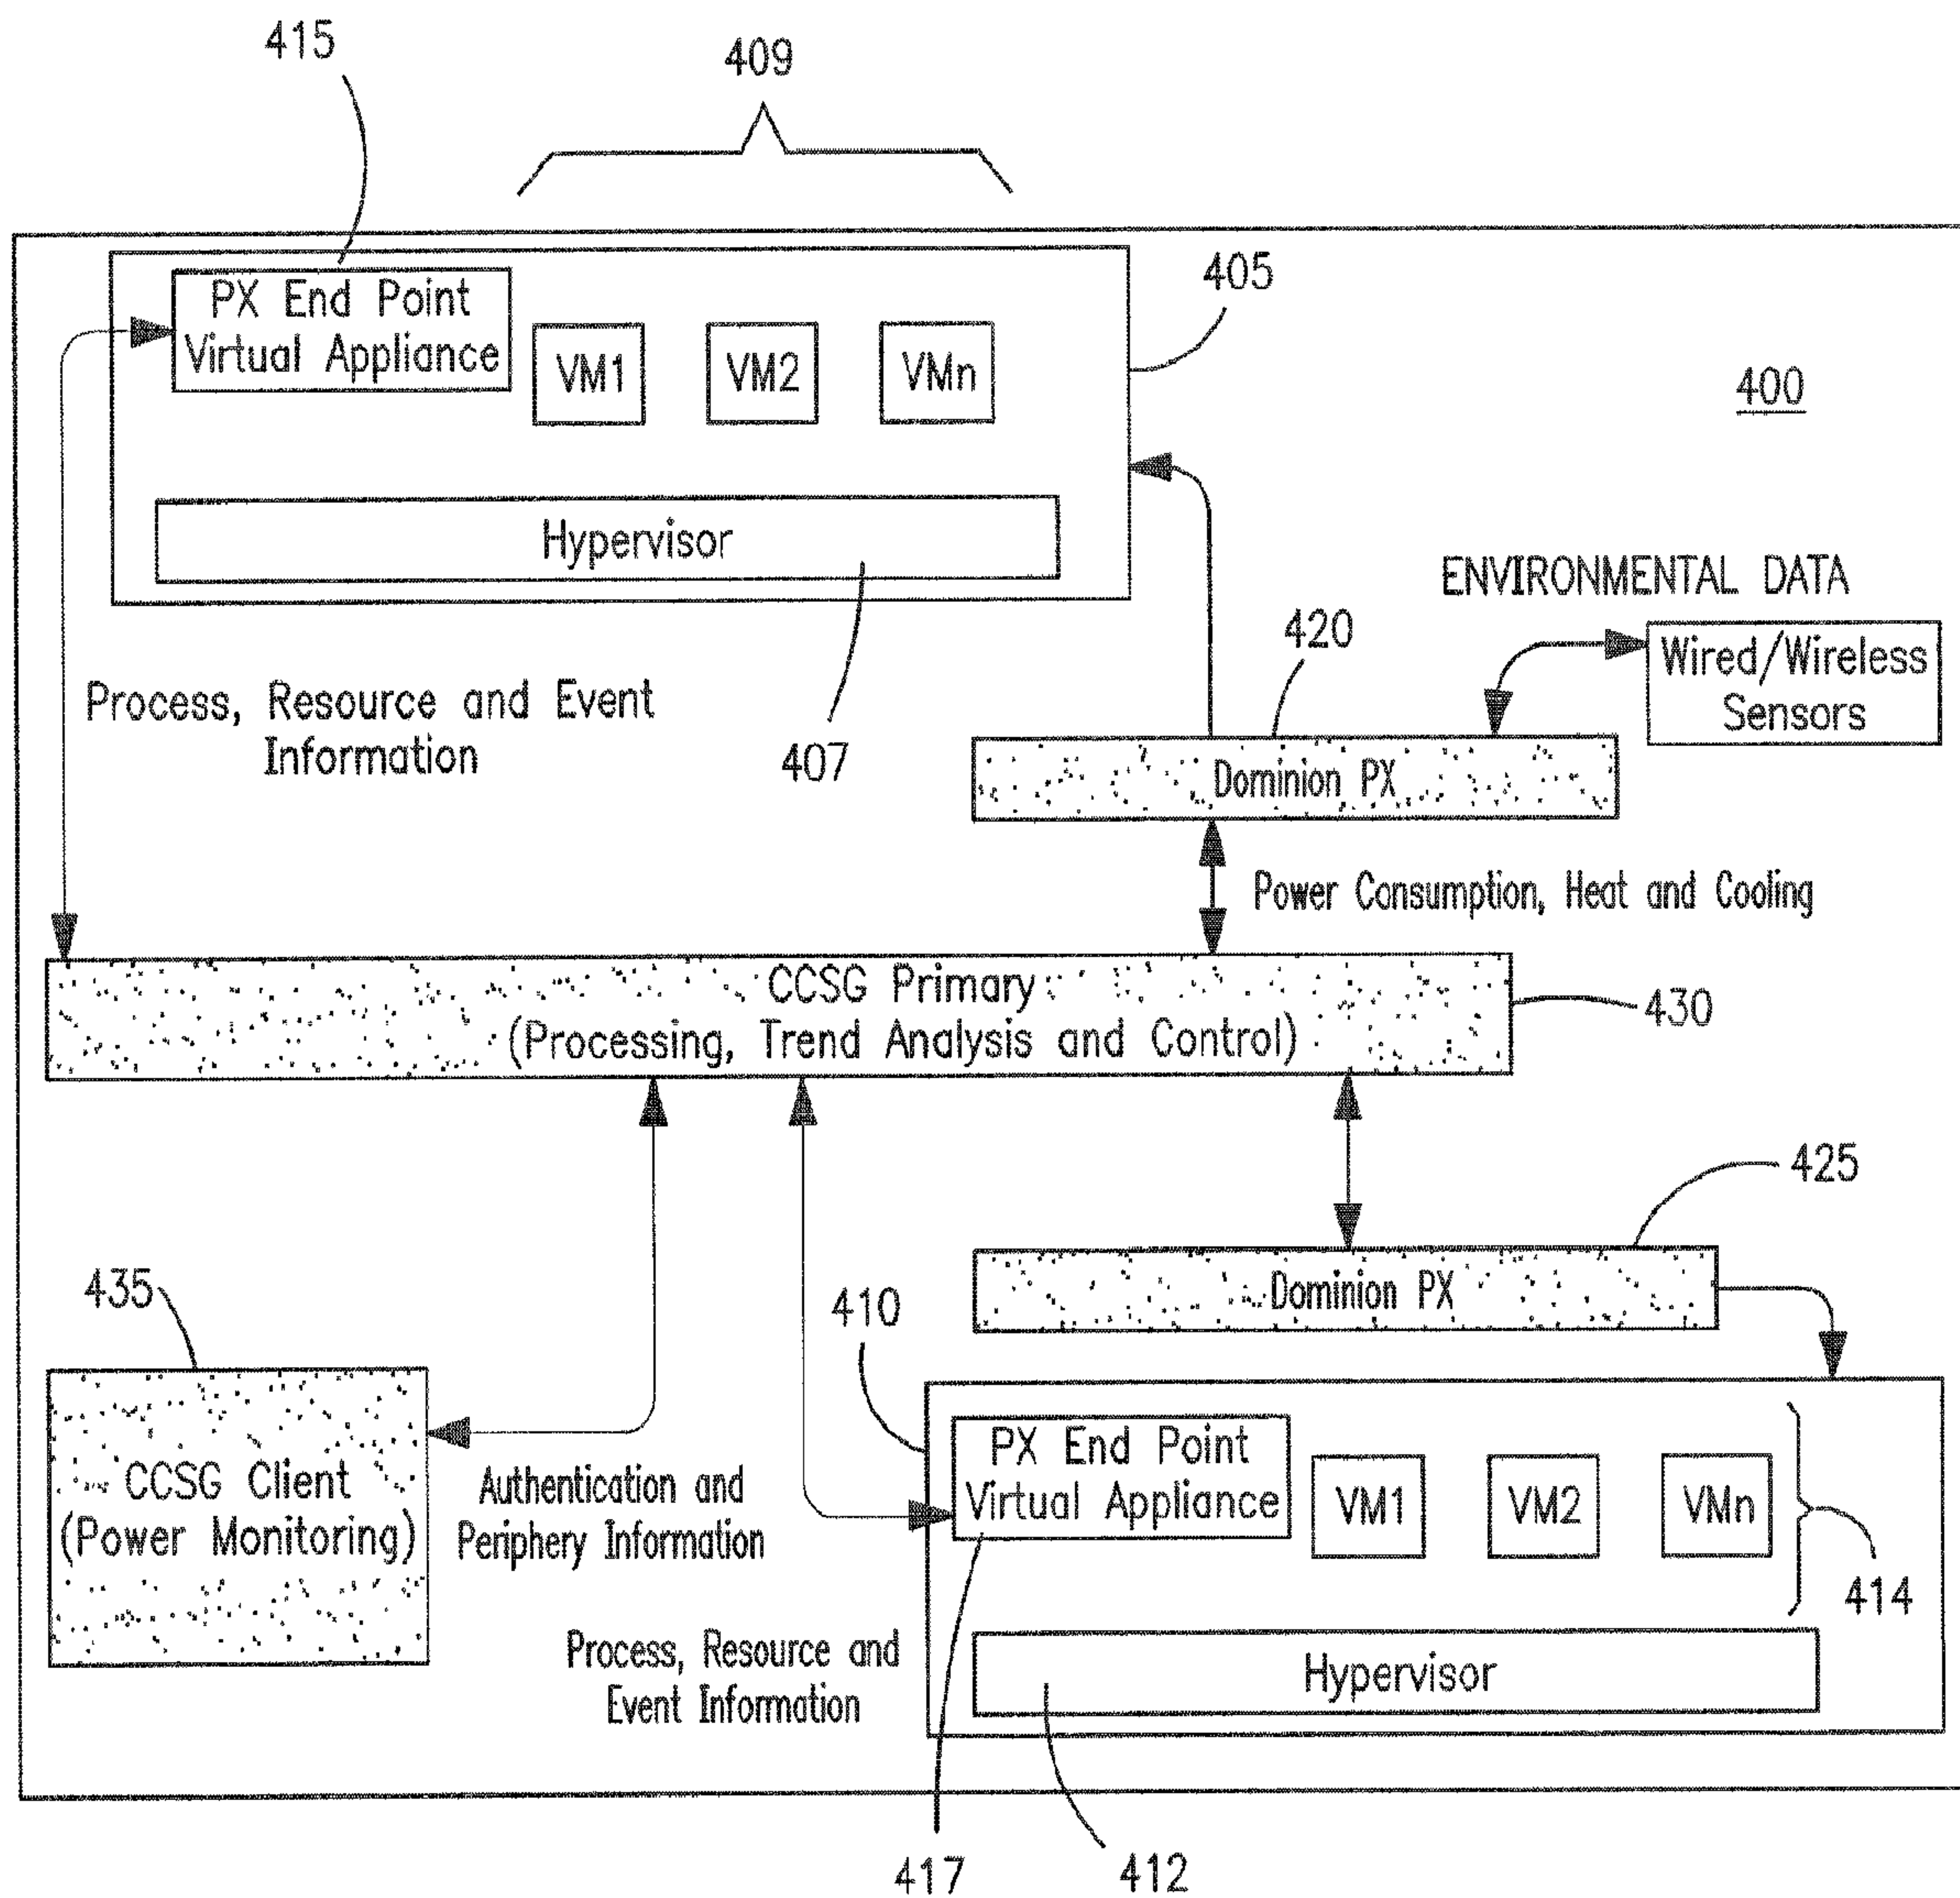 415
409
PX End Point
Virtual Appliance
VM1
VM2
VMn
405
400
Hypervisor
ENVIRONMENTAL DATA
420
Wired/Wireless
Sensors
Process, Resource and Event
Information
407
Dominion PX
Power Consumption, Heat and Cooling
CCSG Primary
(Processing, Trend Analysis and Control)
430
425
435
410
Dominion PX
CCSG Client
(Power Monitoring)
Authentication and
Periphery Information
PX End Point
Virtual Appliance
VM1
VM2
VMn
414
Process, Resource and
Event Information
Hypervisor
417
412